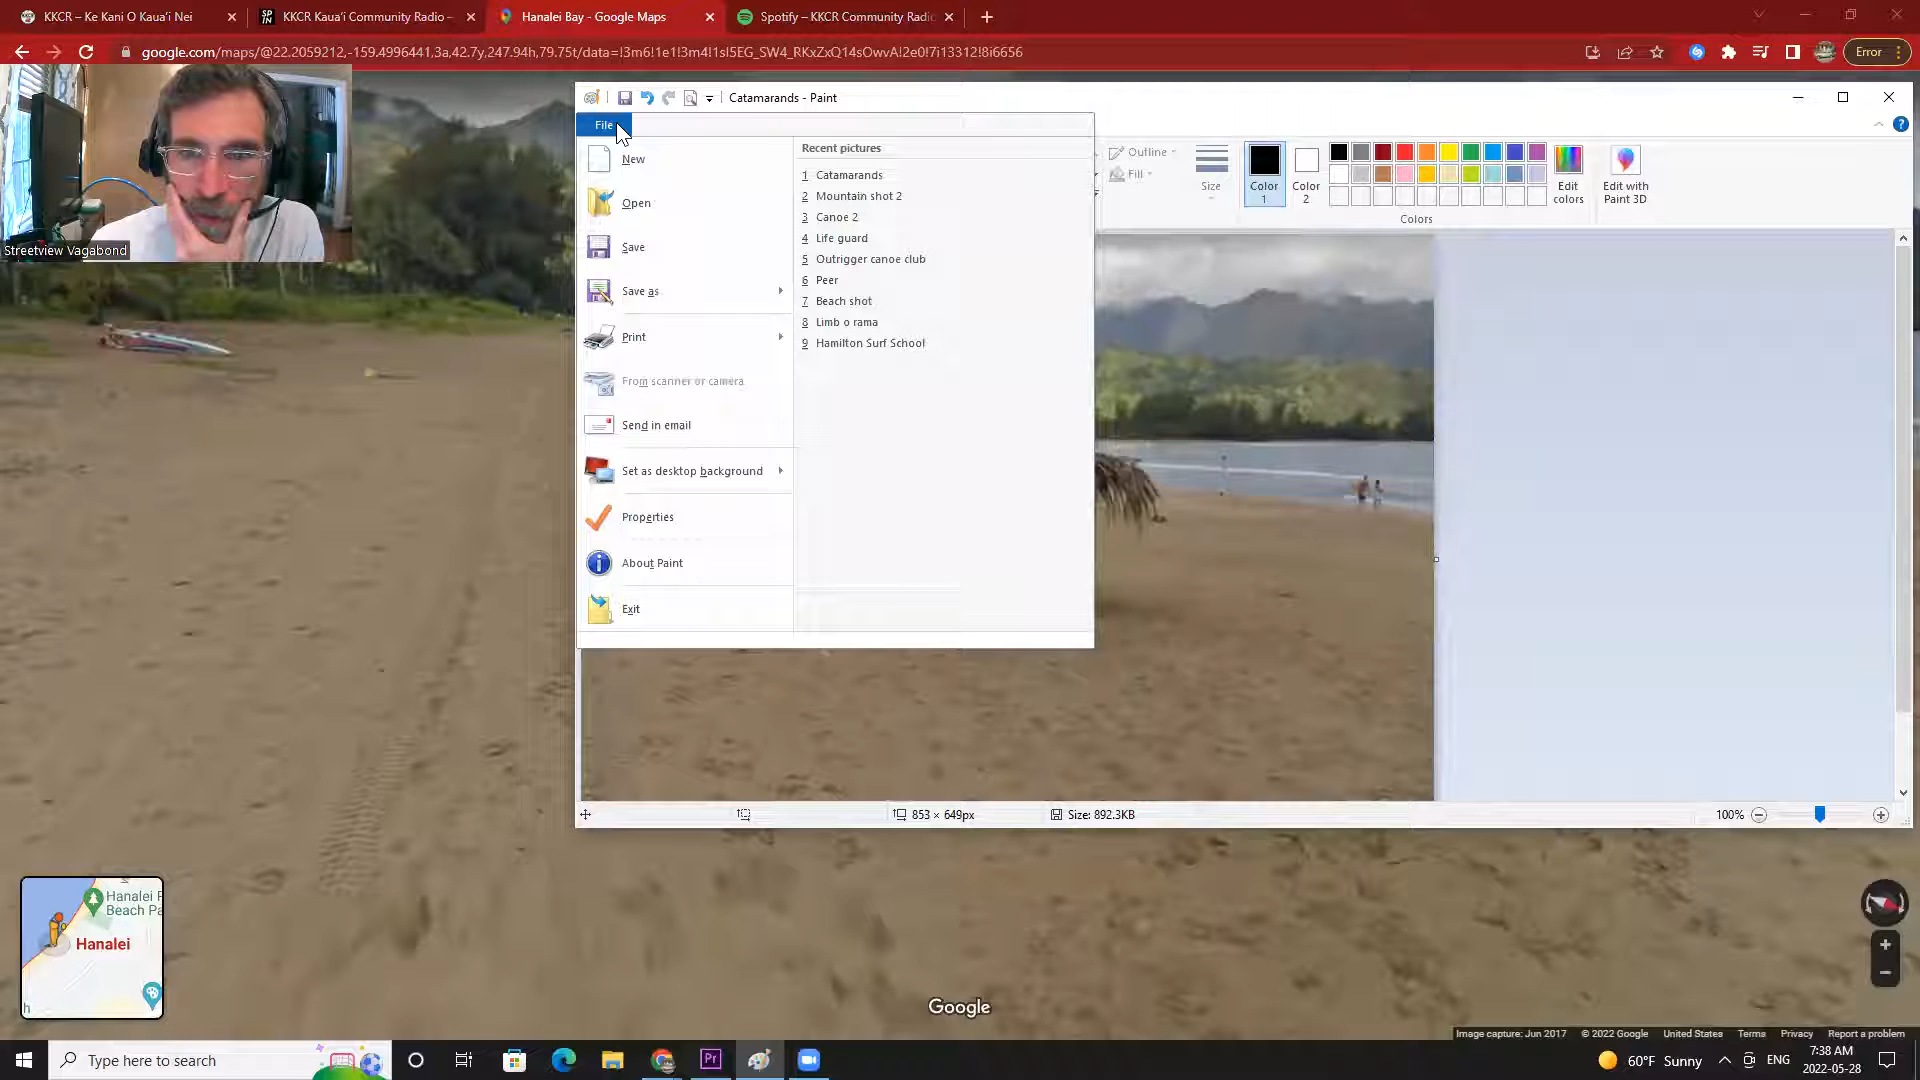 KKCR – Ke Kani O Kaua'i Nei
KKCR Kaua'i Community Radio –
Hanalei Bay - Google Maps
Spotify – KKCR Community Radio
google.com/maps/@22.2059212,-159.4996441,3a,42.7y,247.94h,79.75t/data=!3m6!1e1!3m4!1sI5EG_SW4_RKxZxQ14sOwvA!2e0!7i13312!8i6656
Error
Catamarands - Paint
File
New
Open
Save
Save as
Print
From scanner or camera
Send in email
Set as desktop background
Properties
About Paint
Exit
Recent pictures
1 Catamarands
2 Mountain shot 2
3 Canoe 2
4 Life guard
5 Outrigger canoe club
6 Peer
7 Beach shot
8 Limb o rama
9 Hamilton Surf School
Outline
Fill
Size
Color 1
Color 2
Edit colors
Edit with Paint 3D
Colors
Streetview Vagabond
853 × 649px
Size: 892.3KB
100%
Hanalei
Beach Pa
Hanalei
h
Google
Image capture: Jun 2017 © 2022 Google United States Terms Privacy Report a problem
Type here to search
Pr
60°F Sunny
ENG
7:38 AM
2022-05-28